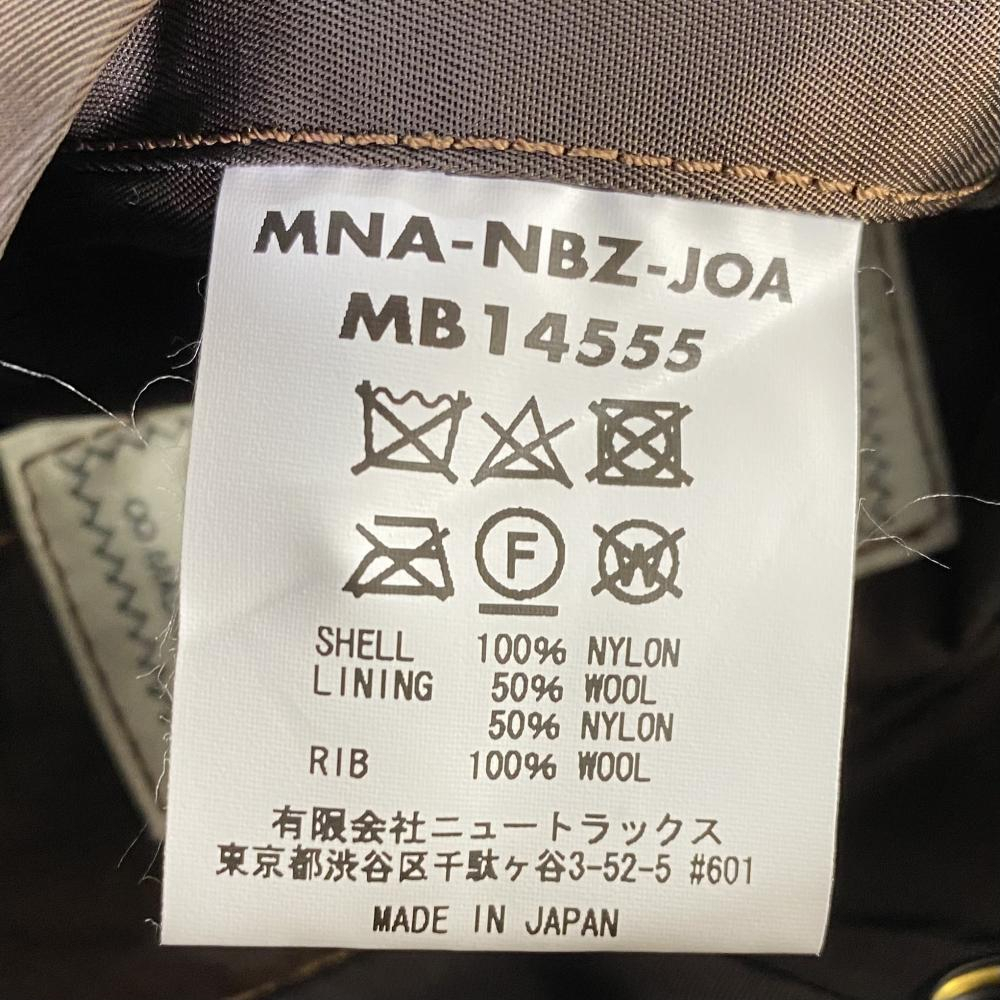 MNA-NBZ-JOA
MB14555
F
W
SHELL 100% NYLON
LINING 50% WOOL
50% NYLON
RIB 100% WOOL
有限会社ニュートラックス
東京都渋谷区千駄ヶ谷3-52-5 #601
MADE IN JAPAN